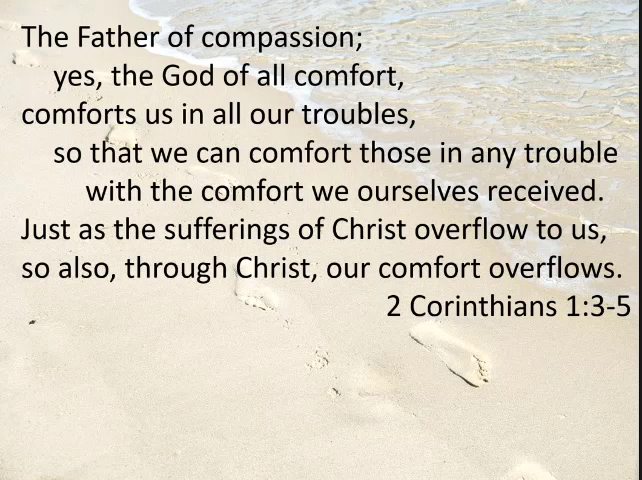 The Father of compassion;
yes, the God of all comfort,
comforts us in all our troubles,
so that we can comfort those in any trouble
with the comfort we ourselves received.
Just as the sufferings of Christ overflow to us,
so also, through Christ, our comfort overflows.
2 Corinthians 1:3-5